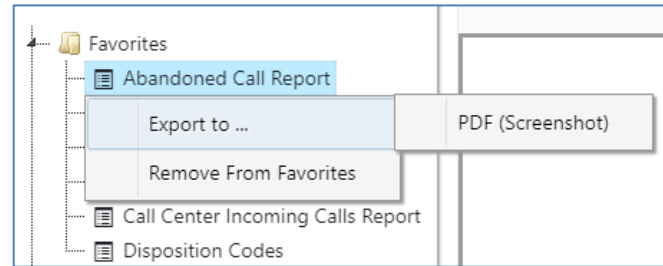 Favorites
Abandoned Call Report
Export to ...
PDF (Screenshot)
Remove From Favorites
Call Center Incoming Calls Report
Disposition Codes